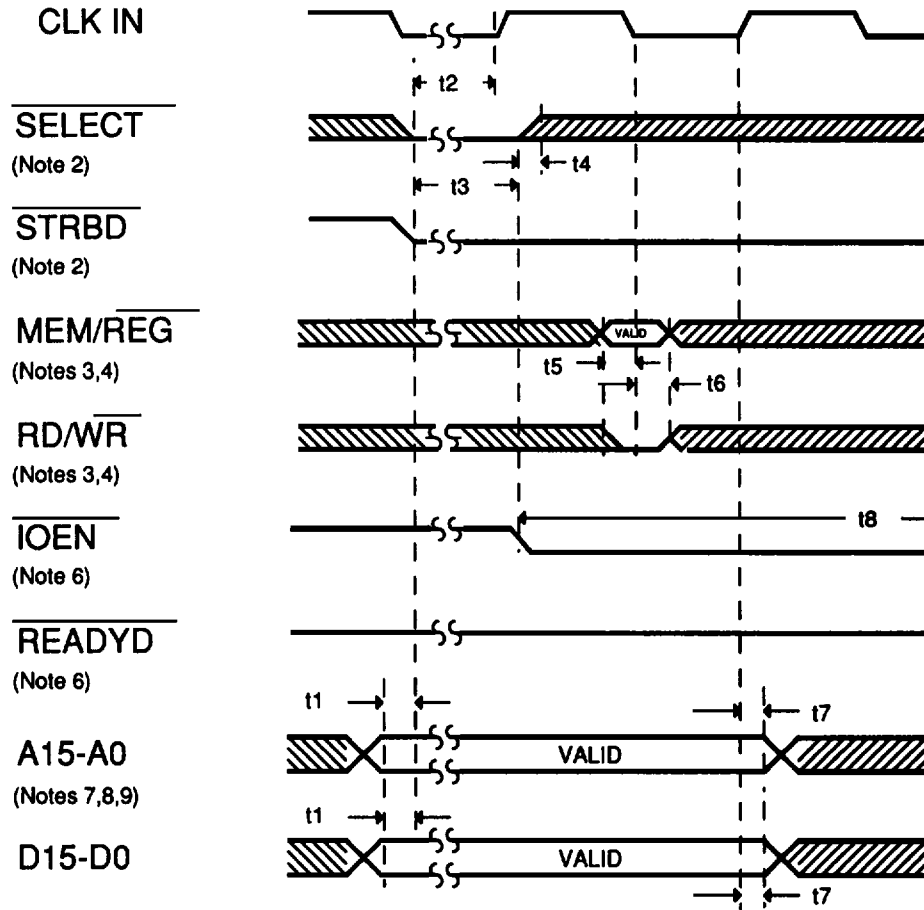 CLK IN
t2
SELECT
(Note 2)
t4
t3
STRBD
(Note 2)
MEM/REG
(Notes 3,4)
VALID
t5
t6
RD/WR
(Notes 3,4)
IOEN
(Note 6)
t8
READYD
(Note 6)
t1
t7
A15-A0
(Notes 7,8,9)
VALID
t1
D15-D0
VALID
t7